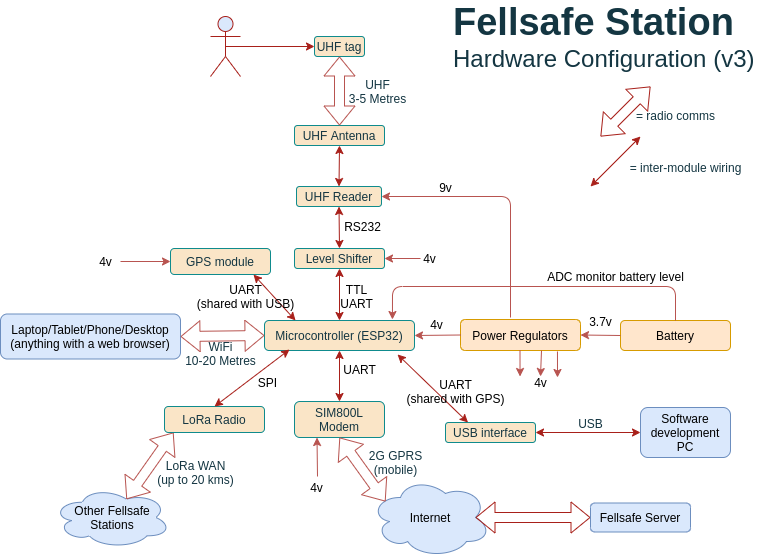 Fellsafe Station
Hardware Configuration (v3)
UHF tag
UHF
3-5 Metres
= radio comms
UHF Antenna
= inter-module wiring
UHF Reader
9v
RS232
4v
GPS module
Level Shifter
4v
ADC monitor battery level
UART
(shared with USB)
TTL
UART
Laptop/Tablet/Phone/Desktop
(anything with a web browser)
WiFi
10-20 Metres
Microcontroller (ESP32)
4v
Power Regulators
3.7v
Battery
SPI
UART
UART
(shared with GPS)
4v
LoRa Radio
SIM800L
Modem
USB interface
USB
Software
development
PC
LoRa WAN
(up to 20 kms)
4v
2G GPRS
(mobile)
Other Fellsafe
Stations
Internet
Fellsafe Server